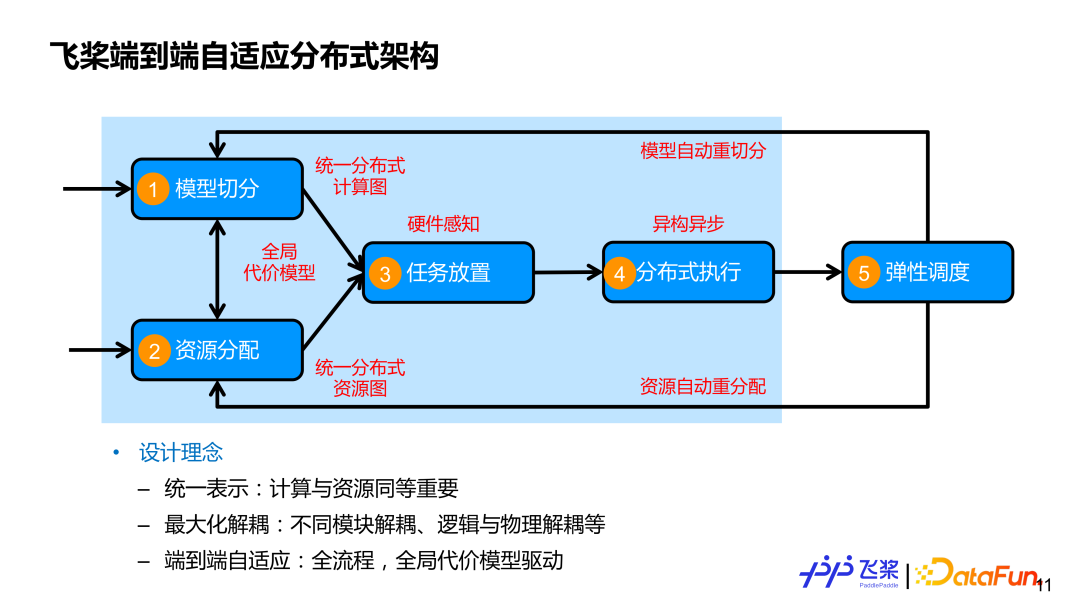 飞桨端到端自适应分布式架构
模型自动重切分
统一分布式
计算图
1 模型切分
硬件感知
异构异步
全局
代价模型
3 任务放置
4 分布式执行
5 弹性调度
2 资源分配
统一分布式
资源图
资源自动重分配
• 设计理念
– 统一表示：计算与资源同等重要
– 最大化解耦：不同模块解耦、逻辑与物理解耦等
– 端到端自适应：全流程，全局代价模型驱动
飞桨
PaddlePaddle
DataFun.
11